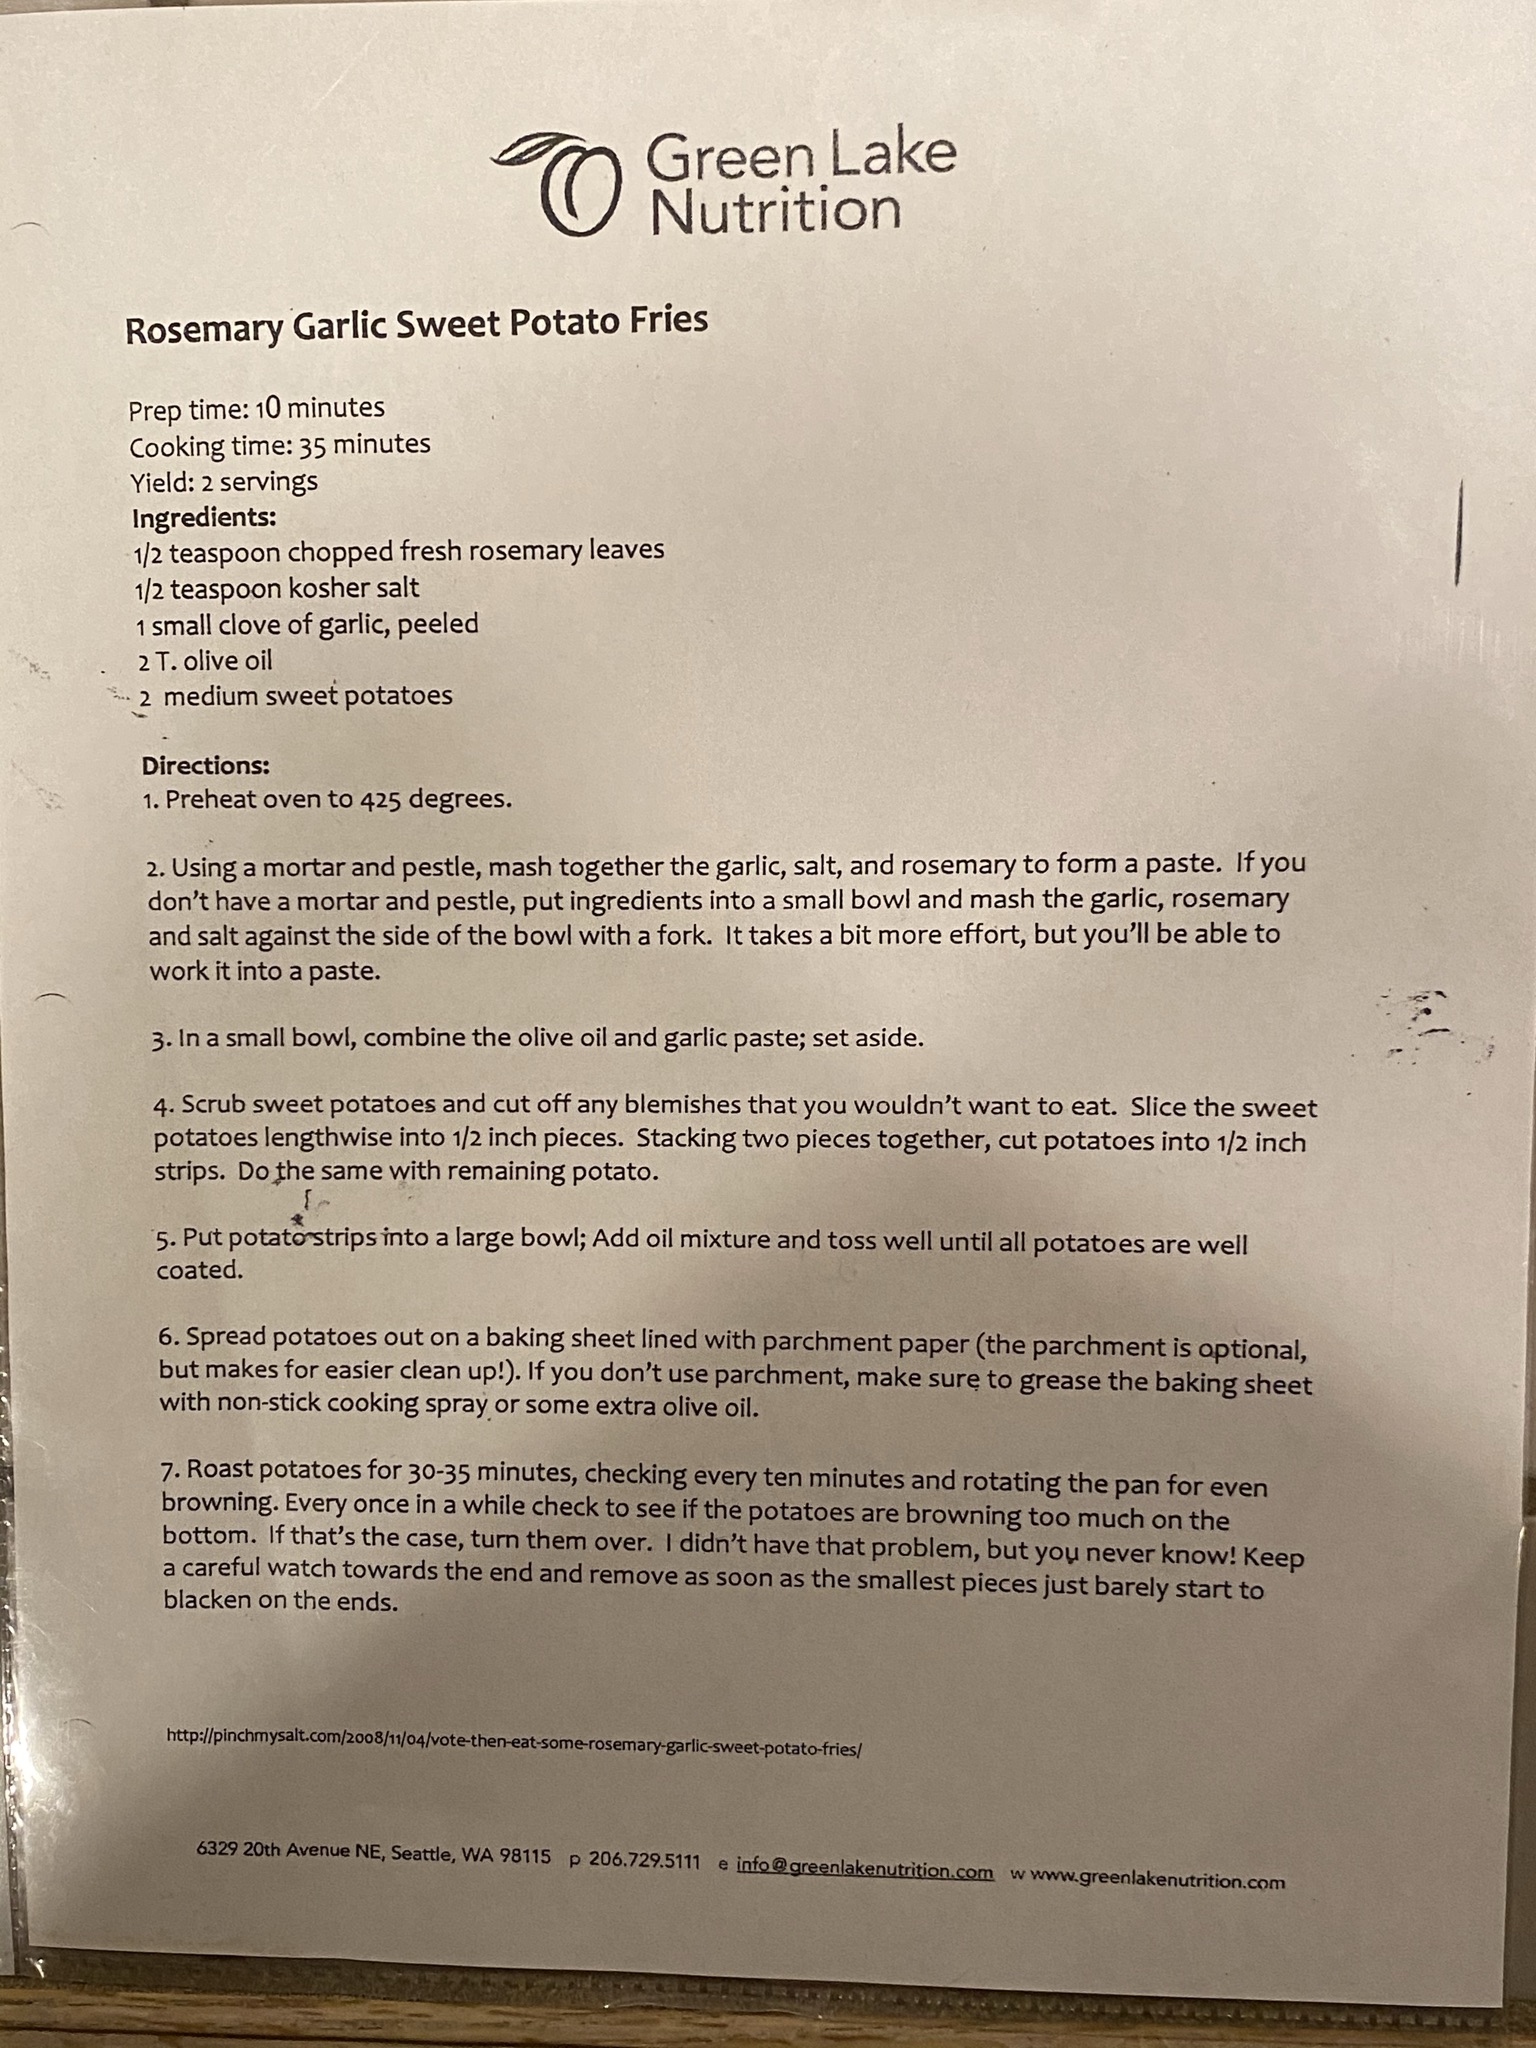 Green Lake
Nutrition
Rosemary Garlic Sweet Potato Fries
Prep time: 10 minutes
Cooking time: 35 minutes
Yield: 2 servings
Ingredients:
1/2 teaspoon chopped fresh rosemary leaves
1/2 teaspoon kosher salt
1 small clove of garlic, peeled
2 T. olive oil
2 medium sweet potatoes
Directions:
1. Preheat oven to 425 degrees.
2. Using a mortar and pestle, mash together the garlic, salt, and rosemary to form a paste. If you
don't have a mortar and pestle, put ingredients into a small bowl and mash the garlic, rosemary
and salt against the side of the bowl with a fork. It takes a bit more effort, but you'll be able to
work it into a paste.
3. In a small bowl, combine the olive oil and garlic paste; set aside.
4. Scrub sweet potatoes and cut off any blemishes that you wouldn't want to eat. Slice the sweet
potatoes lengthwise into 1/2 inch pieces. Stacking two pieces together, cut potatoes into 1/2 inch
strips. Do the same with remaining potato.
5. Put potato strips into a large bowl; Add oil mixture and toss well until all potatoes are well
coated.
6. Spread potatoes out on a baking sheet lined with parchment paper (the parchment is optional,
but makes for easier clean up!). If you don't use parchment, make sure to grease the baking sheet
with non-stick cooking spray or some extra olive oil.
7. Roast potatoes for 30-35 minutes, checking every ten minutes and rotating the pan for even
browning. Every once in a while check to see if the potatoes are browning too much on the
bottom. If that's the case, turn them over. I didn't have that problem, but you never know! Keep
a careful watch towards the end and remove as soon as the smallest pieces just barely start to
blacken on the ends.
http://pinchmysalt.com/2008/11/04/vote-then-eat-some-rosemary-garlic-sweet-potato-fries/
6329 20th Avenue NE, Seattle, WA 98115 p 206.729.5111 e info@greenlakenutrition.com w www.greenlakenutrition.com